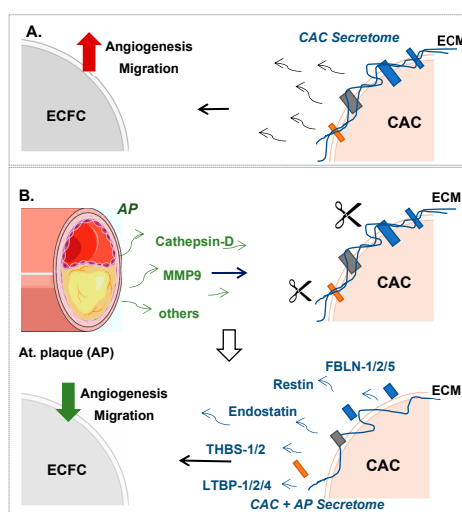 A.
CAC Secretome
ECM
Angiogenesis
Migration
ECFC
CAC
B.
AP
Cathepsin-D
MMP9
others
ECM
CAC
At. plaque (AP)
FBLN-1/2/5
Restin
ECM
Angiogenesis
Migration
Endostatin
THBS-1/2
ECFC
CAC
LTBP-1/2/4
CAC + AP Secretome